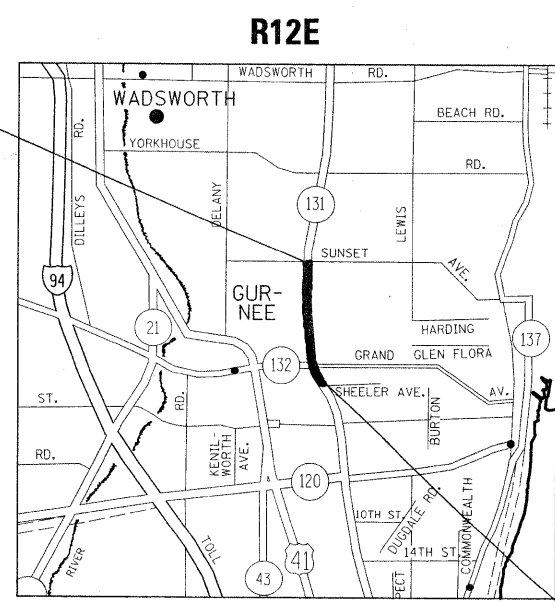 R12E
WADSWORTH RD.
WADSWORTH
BEACH RD.
RD.
YORKHOUSE
RD.
DILLEYS
DELANY
131
LEWIS
SUNSET
AVE.
94
GUR-
NEE
21
HARDING
137
132
GRAND
GLEN FLORA
SHEELER AVE.
AV.
ST.
RD.
BURTON
KENIL-
WORTH
AVE.
RD.
120
COMMONWEALTH
10TH ST.
DUGDALE RD.
14TH ST.
41
TOLL
RIVER
43
PECT